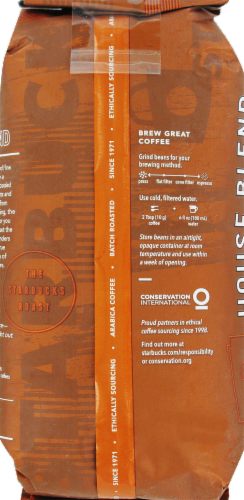 BREW GREAT
COFFEE
Grind beans for your
brewing method.
press flat filter cone filter espresso
Use cold, filtered water.
2 Tbsp (10 g)
coffee
6 fl oz (180 mL)
water
Store beans in an airtight,
opaque container at room
temperature and use within
a week of opening.
CONSERVATION
INTERNATIONAL
Proud partners in ethical
coffee sourcing since 1998.
Find out more at
starbucks.com/responsibility
or conservation.org
THE
STARBUCKS
ROAST
SINCE 1971 • ETHICALLY SOURCING • ARABICA COFFEE • BATCH ROASTED • SINCE 1971 • ETHICALLY SOURCING
HOUSE BLEND